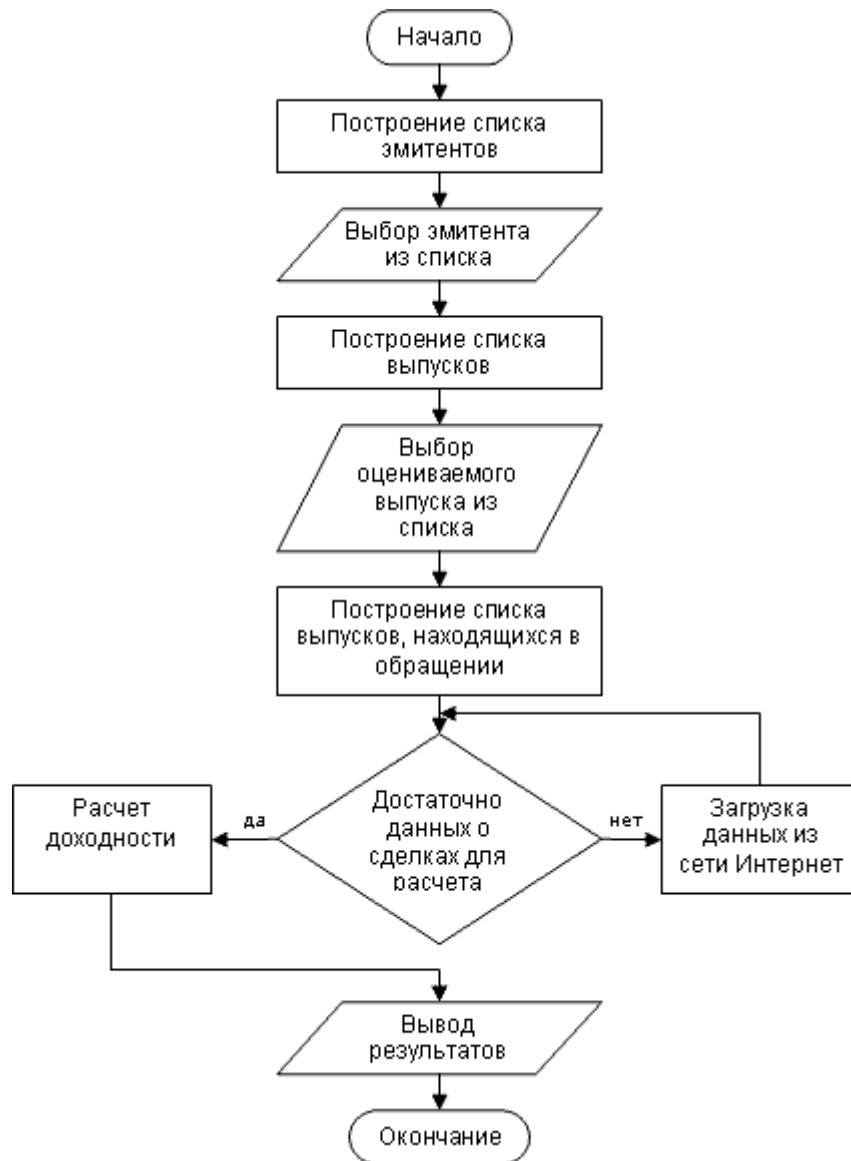 Начало
Построение списка
эмитентов
Выбор эмитента
из списка
Построение списка
выпусков
Выбор
оцениваемого
выпуска из
списка
Построение списка
выпусков, находящихся в
обращении
Расчет
доходности
да
Достаточно
данных о
сделках для
расчета
нет
Загрузка
данных из
сети Интернет
Вывод
результатов
Окончание